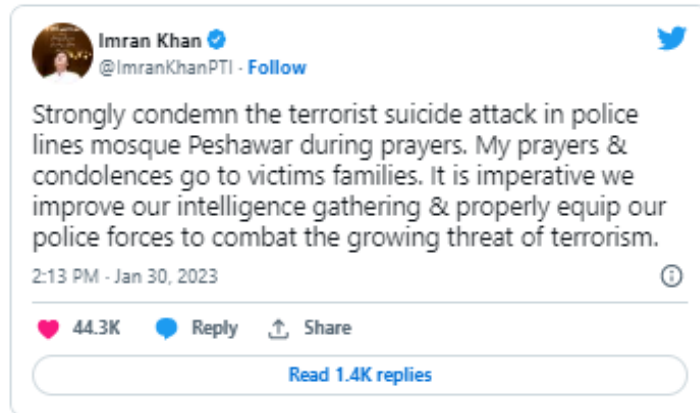 Imran Khan
@ImranKhanPTI · Follow
Strongly condemn the terrorist suicide attack in police
lines mosque Peshawar during prayers. My prayers &
condolences go to victims families. It is imperative we
improve our intelligence gathering & properly equip our
police forces to combat the growing threat of terrorism.
2:13 PM · Jan 30, 2023
44.3K Reply Share
Read 1.4K replies